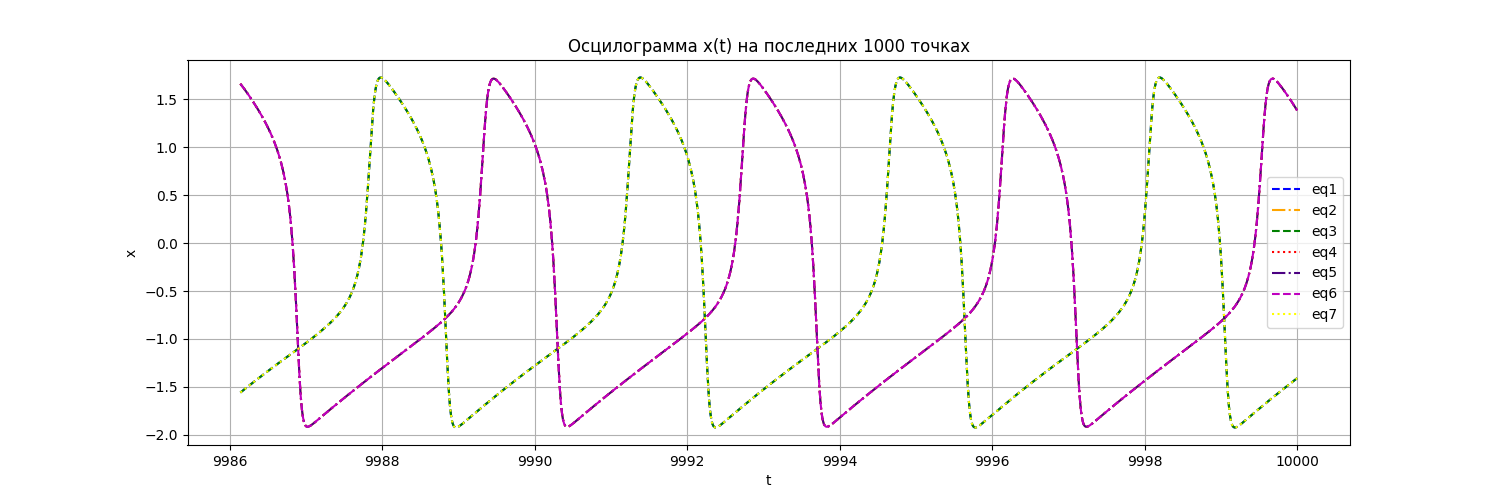 Осцилограмма x(t) на последних 1000 точках
x
1.5
1.0
0.5
0.0
−0.5
−1.0
−1.5
−2.0
eq1
eq2
eq3
eq4
eq5
eq6
eq7
9986
9988
9990
9992
9994
9996
9998
10000
t